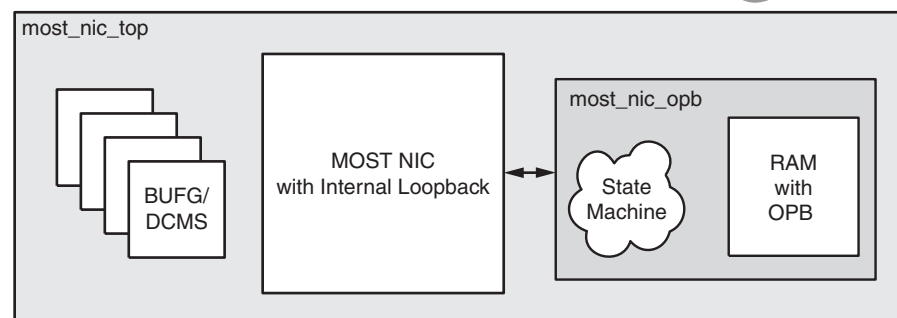 most_nic_top
BUFG/
DCMS
MOST NIC
with Internal Loopback
most_nic_opb
State
Machine
RAM
with
OPB